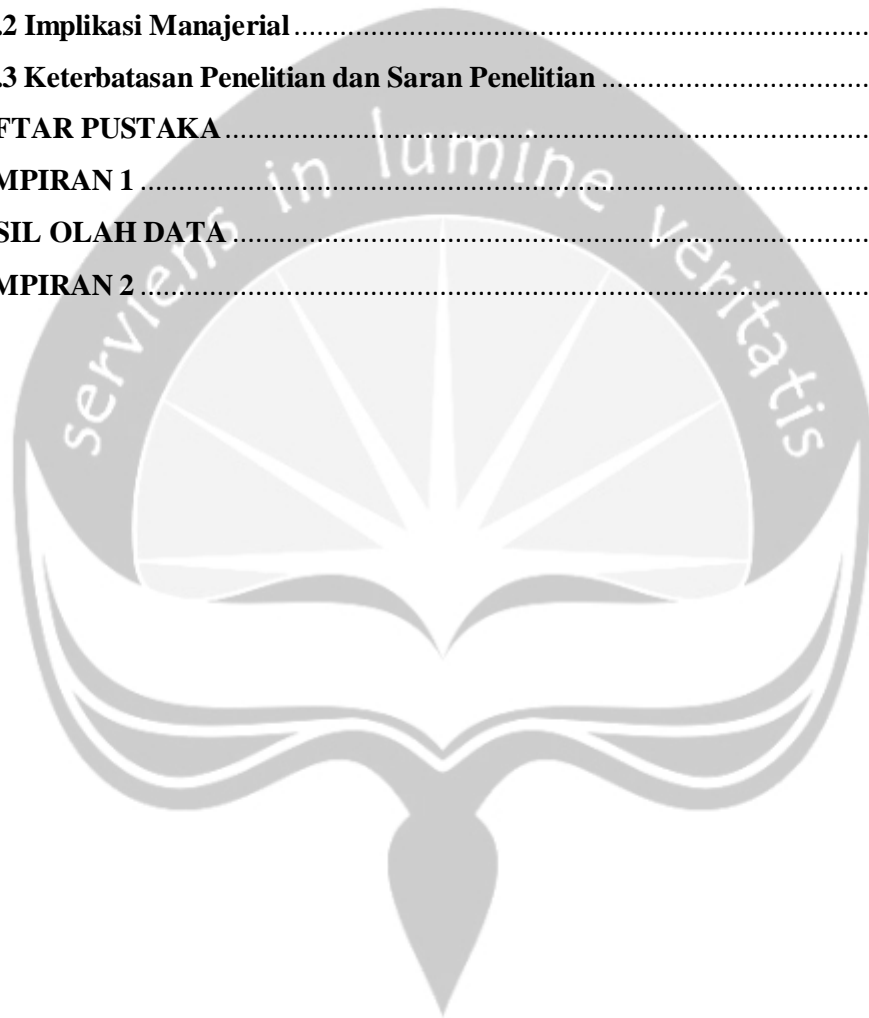 .2 Implikasi Manajerial ........................................................................................
.3 Keterbatasan Penelitian dan Saran Penelitian ..........................................
FTAR PUSTAKA ...................................................................................................
MPIRAN 1 ................................................................................................................
SIL OLAH DATA ..................................................................................................
MPIRAN 2 ................................................................................................................
serviens in lumine veritatis